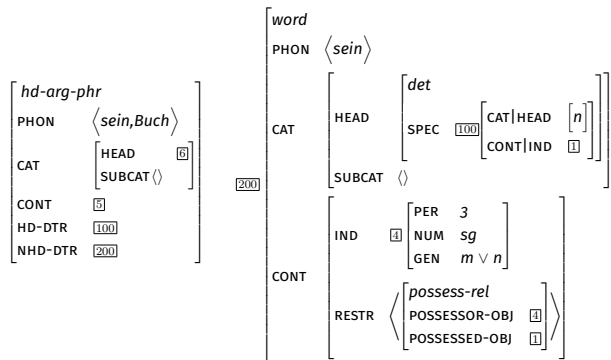 hd-arg-phr
PHON ⟨sein,Buch⟩
CAT [HEAD 6
SUBCAT ⟨⟩]
CONT 5
HD-DTR 100
NHD-DTR 200
200
word
PHON ⟨sein⟩
CAT
HEAD
det
SPEC 100 [CAT|HEAD [n]
CONT|IND 1]
SUBCAT ⟨⟩
CONT
IND 4 [PER 3
NUM sg
GEN m ∨ n]
RESTR ⟨[possess-rel
POSSESSOR-OBJ 4
POSSESSED-OBJ 1]⟩